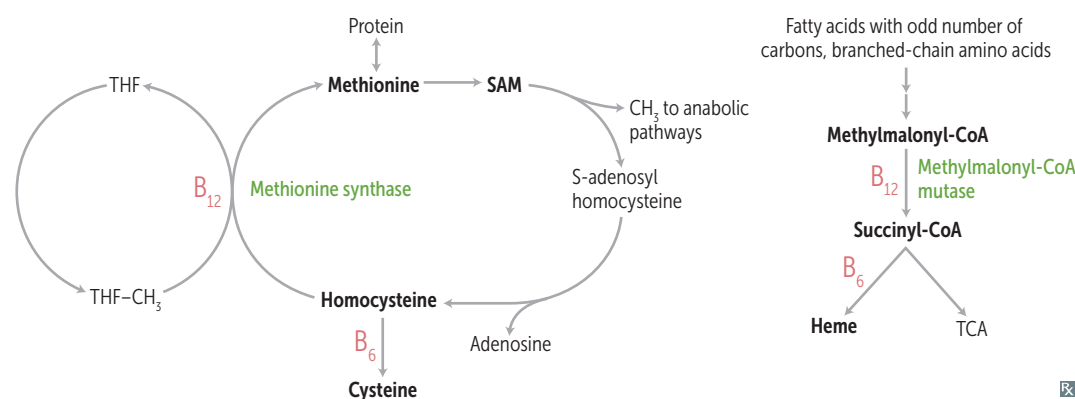 Protein
THF
Methionine
SAM
CH₃ to anabolic
pathways
B₁₂
Methionine synthase
S-adenosyl
homocysteine
THF–CH₃
Homocysteine
B₆
Adenosine
Cysteine
Fatty acids with odd number of
carbons, branched-chain amino acids
Methylmalonyl-CoA
B₁₂
Methylmalonyl-CoA
mutase
Succinyl-CoA
B₆
Heme
TCA
Rx